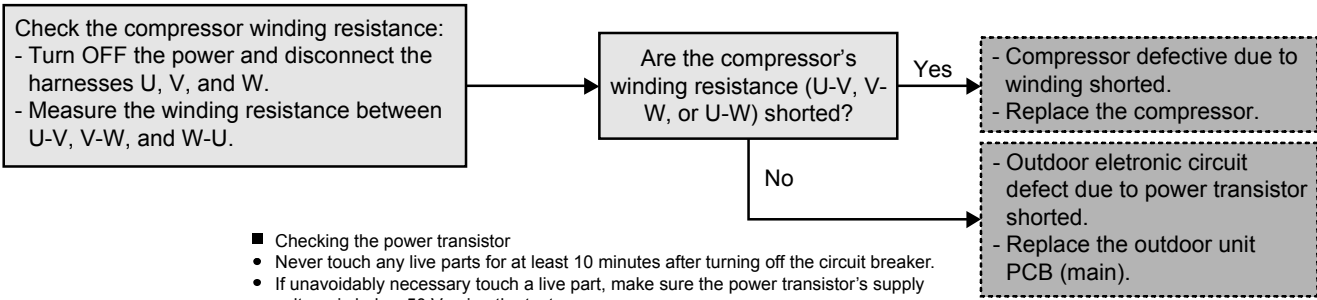 Check the compressor winding resistance:
- Turn OFF the power and disconnect the
harnesses U, V, and W.
- Measure the winding resistance between
U-V, V-W, and W-U.
Are the compressor's
winding resistance (U-V, V-
W, or U-W) shorted?
Yes
- Compressor defective due to
winding shorted.
- Replace the compressor.
No
- Outdoor eletronic circuit
defect due to power transistor
shorted.
- Replace the outdoor unit
PCB (main).
■ Checking the power transistor
• Never touch any live parts for at least 10 minutes after turning off the circuit breaker.
• If unavoidably necessary touch a live part, make sure the power transistor's supply